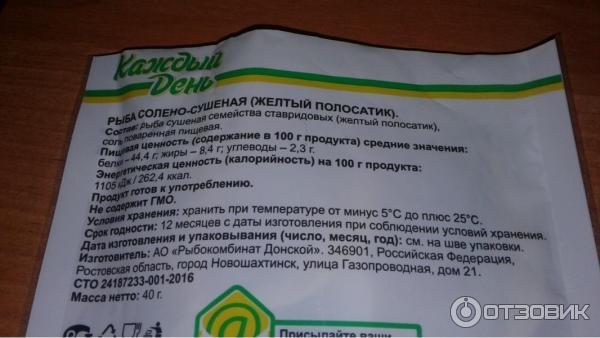 Каждый
День
РЫБА СОЛЕНО-СУШЕНАЯ (ЖЕЛТЫЙ ПОЛОСАТИК).
Состав: рыба сушеная семейства ставридовых (желтый полосатик),
соль поваренная пищевая.
Пищевая ценность (содержание в 100 г продукта) средние значения:
белки – 44,4 г; жиры – 8,4 г; углеводы – 2,3 г.
Энергетическая ценность (калорийность) на 100 г продукта:
1105 кДж / 262,4 ккал.
Продукт готов к употреблению.
Не содержит ГМО.
Условия хранения: хранить при температуре от минус 5°С до плюс 25°С.
Срок годности: 12 месяцев с даты изготовления при соблюдении условий хранения.
Дата изготовления и упаковывания (число, месяц, год): см. на шве упаковки.
Изготовитель: АО «Рыбокомбинат Донской». 346901, Российская Федерация,
Ростовская область, город Новошахтинск, улица Газопроводная, дом 21.
СТО 24187233-001-2016
Масса нетто: 40 г.
@
Присылайте ваши
ОТЗОВИК